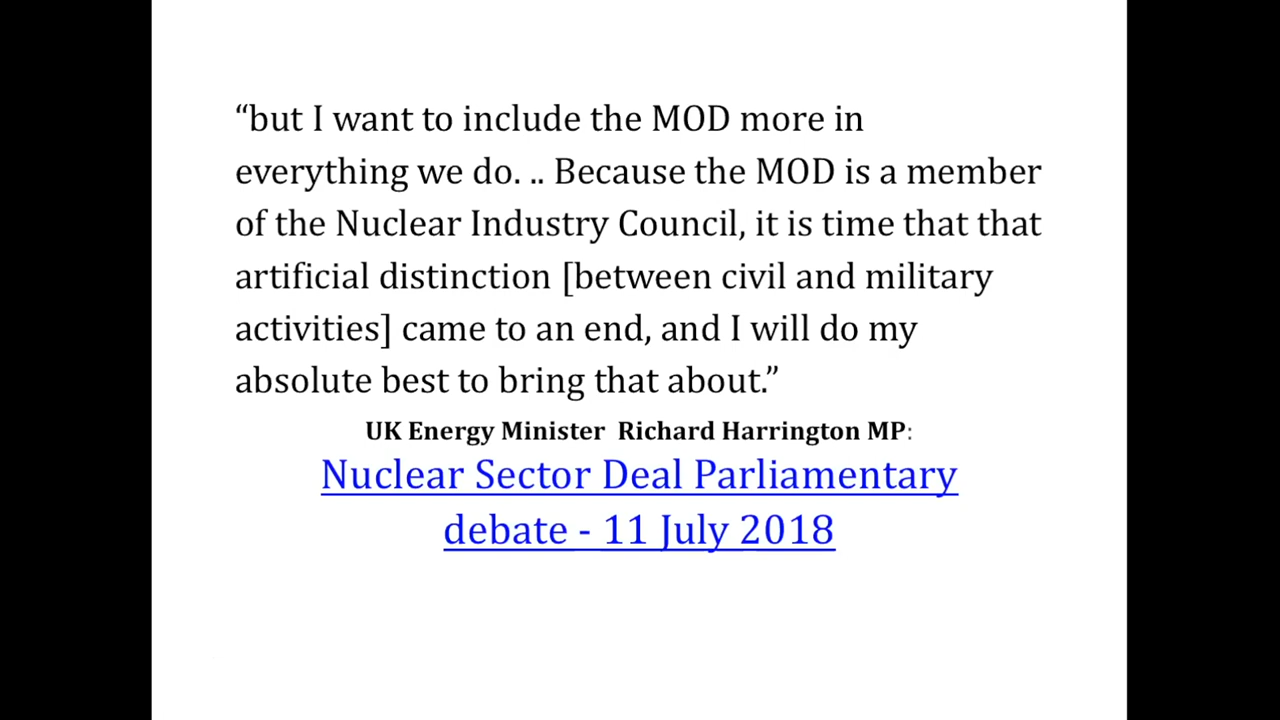 “but I want to include the MOD more in
everything we do. .. Because the MOD is a member
of the Nuclear Industry Council, it is time that that
artificial distinction [between civil and military
activities] came to an end, and I will do my
absolute best to bring that about.”
UK Energy Minister  Richard Harrington MP:
Nuclear Sector Deal Parliamentary
debate - 11 July 2018